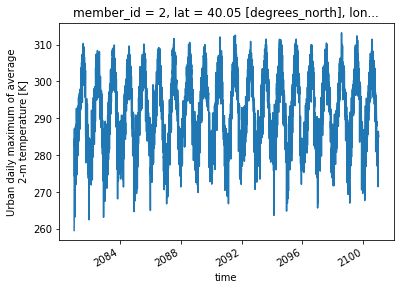 member_id = 2, lat = 40.05 [degrees_north], lon...
Urban daily maximum of average
2-m temperature [K]
310
300
290
280
270
260
2084
2088
2092
2096
2100
time